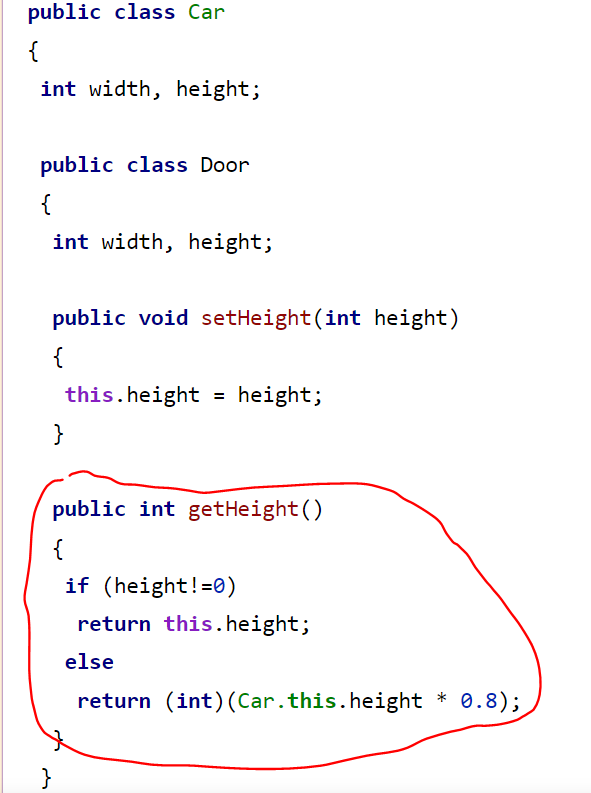 public class Car
{
int width, height;
public class Door
{
int width, height;
public void setHeight(int height)
{
this.height = height;
}
public int getHeight()
{
if (height!=0)
return this.height;
else
return (int)(Car.this.height * 0.8);
}
}